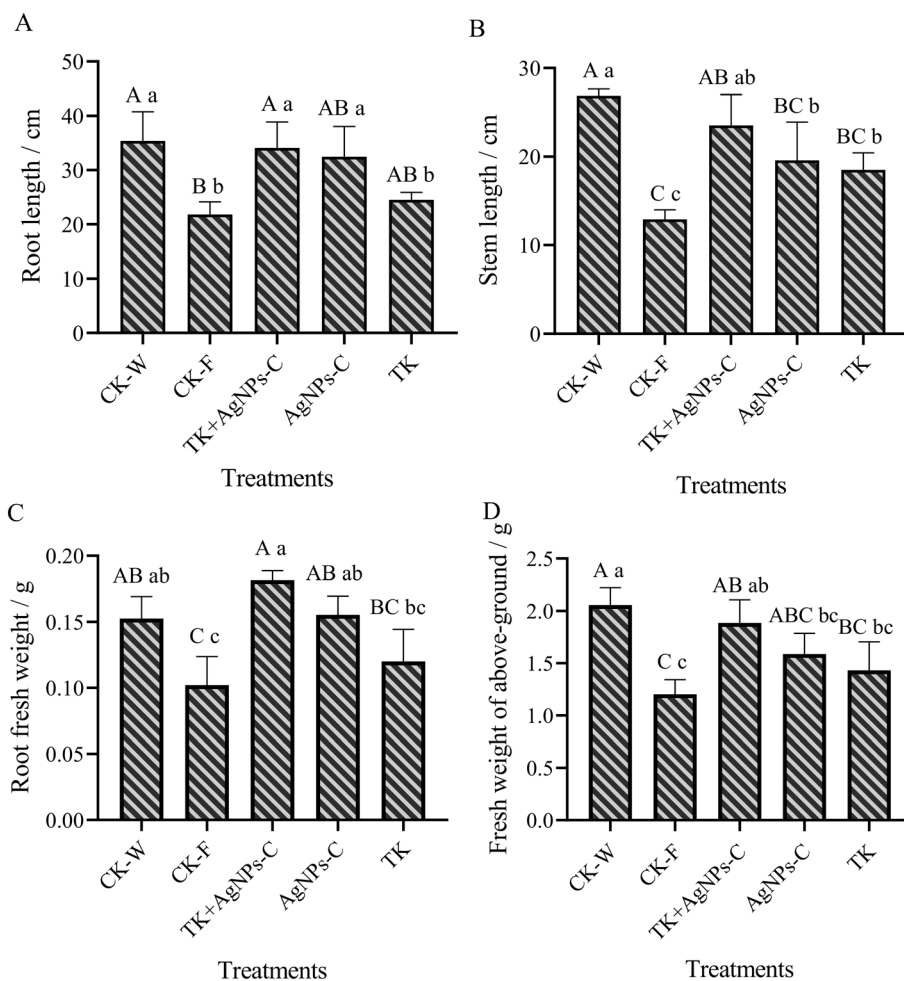 A
Root length / cm
50
40
30
20
10
0
A a
B b
A a
AB a
AB b
CK-W
CK-F
TK+AgNPs-C
AgNPs-C
TK
Treatments
B
Stem length / cm
30
20
10
0
A a
C c
AB ab
BC b
BC b
CK-W
CK-F
TK+AgNPs-C
AgNPs-C
TK
Treatments
C
Root fresh weight / g
0.20
0.15
0.10
0.05
0.00
AB ab
C c
A a
AB ab
BC bc
CK-W
CK-F
TK+AgNPs-C
AgNPs-C
TK
Treatments
D
Fresh weight of above-ground / g
2.5
2.0
1.5
1.0
0.5
0.0
A a
C c
AB ab
ABC bc
BC bc
CK-W
CK-F
TK+AgNPs-C
AgNPs-C
TK
Treatments